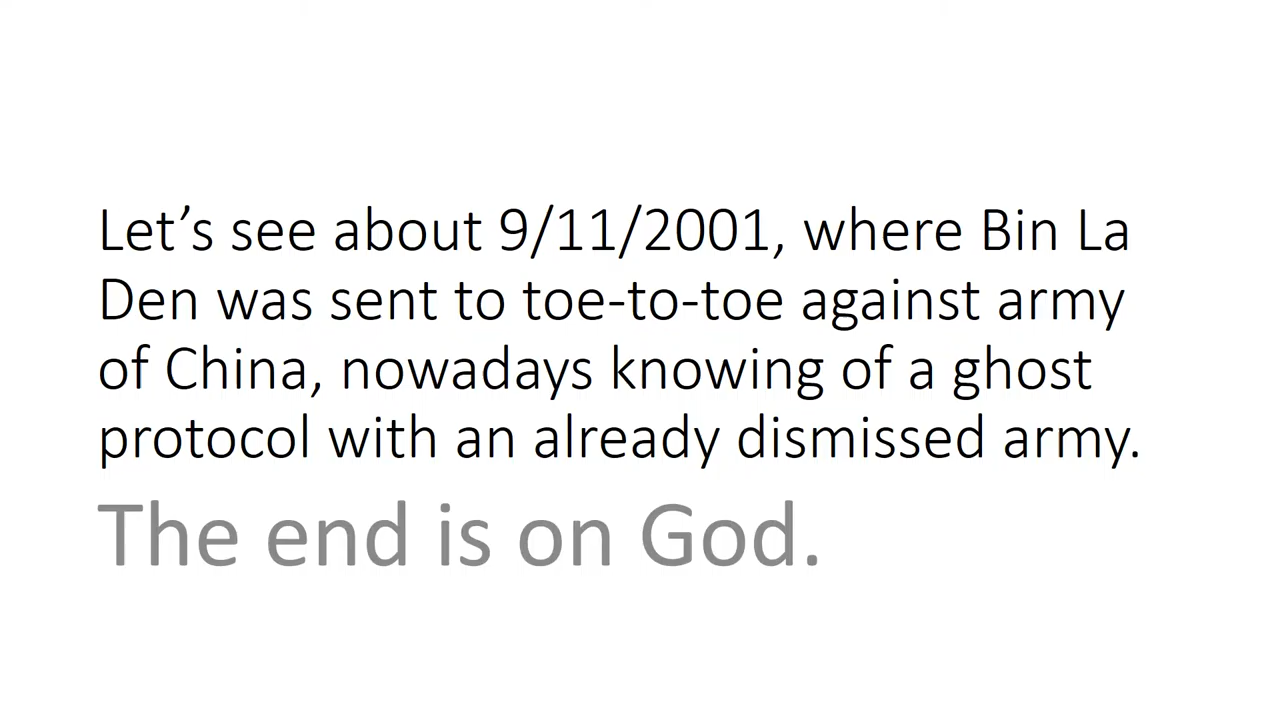 Let’s see about 9/11/2001, where Bin La
Den was sent to toe-to-toe against army
of China, nowadays knowing of a ghost
protocol with an already dismissed army.
The end is on God.